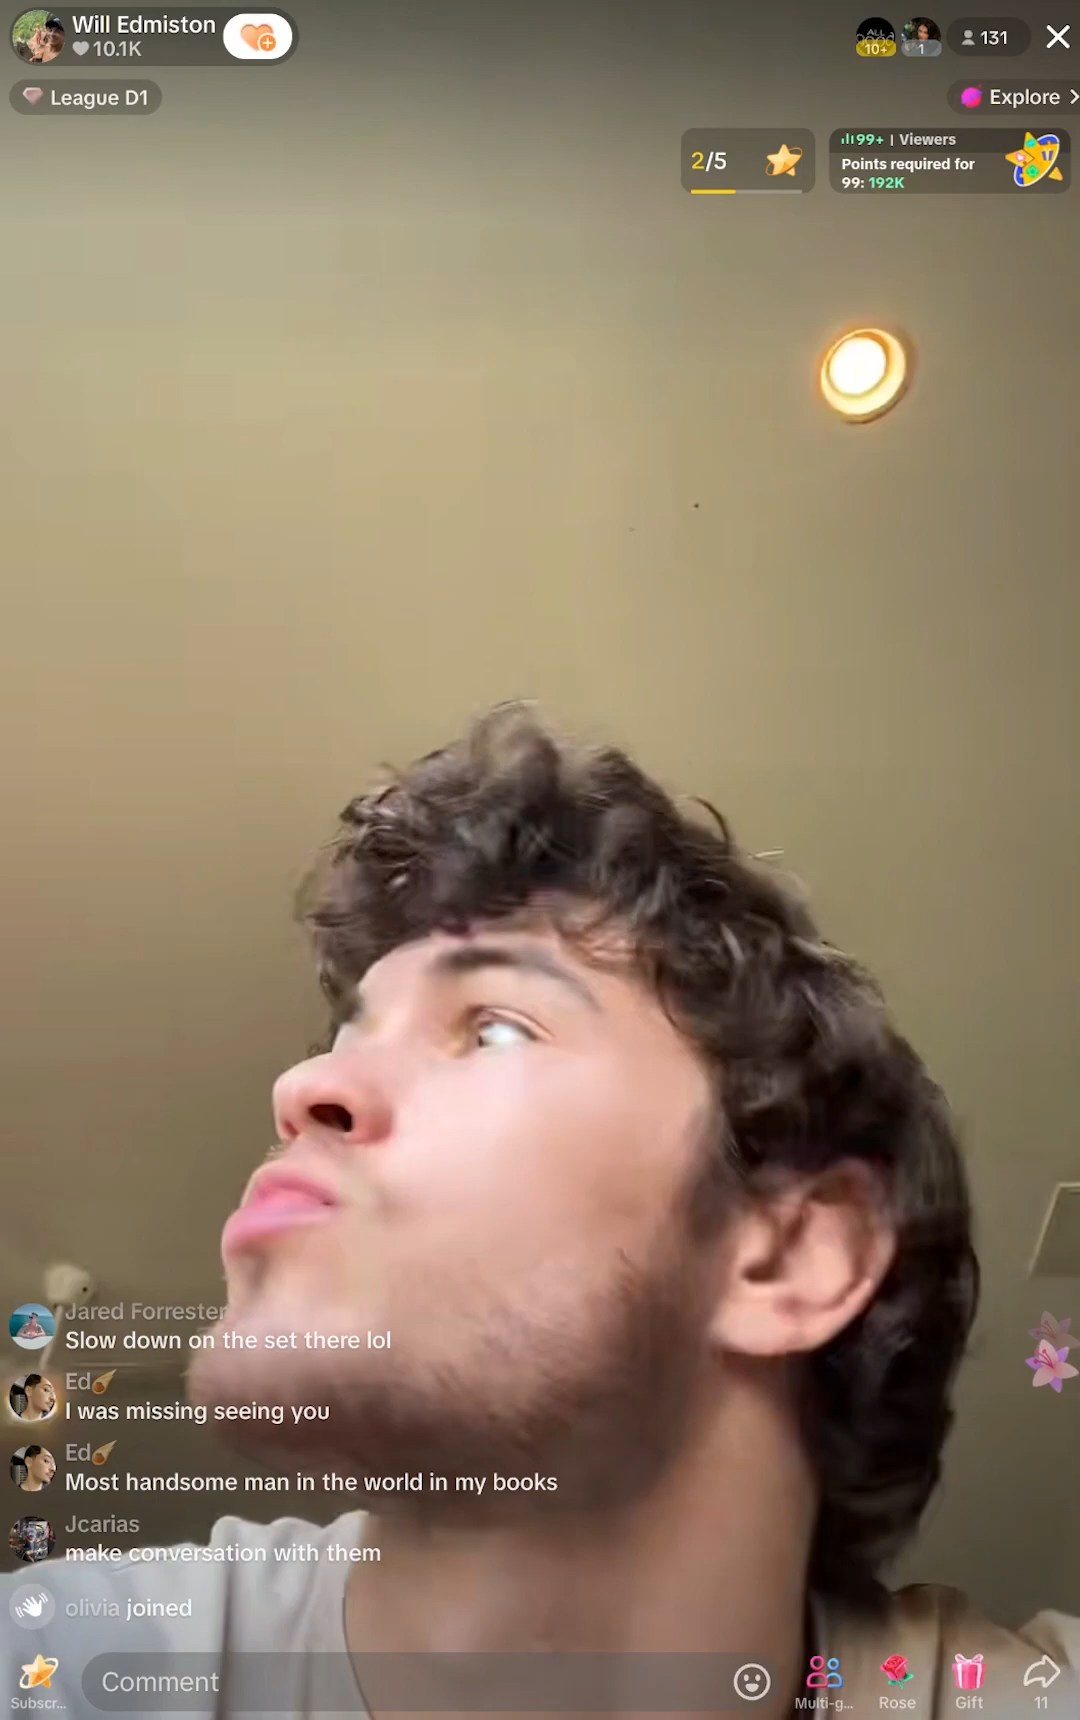 Will Edmiston
10.1K
10+
1
131
League D1
Explore
2/5
99+ | Viewers
Points required for
99: 192K
Jared Forrester
Slow down on the set there lol
Ed
I was missing seeing you
Ed
Most handsome man in the world in my books
Jcarias
make conversation with them
olivia joined
Comment
Subscr...
Multi-g...
Rose
Gift
11